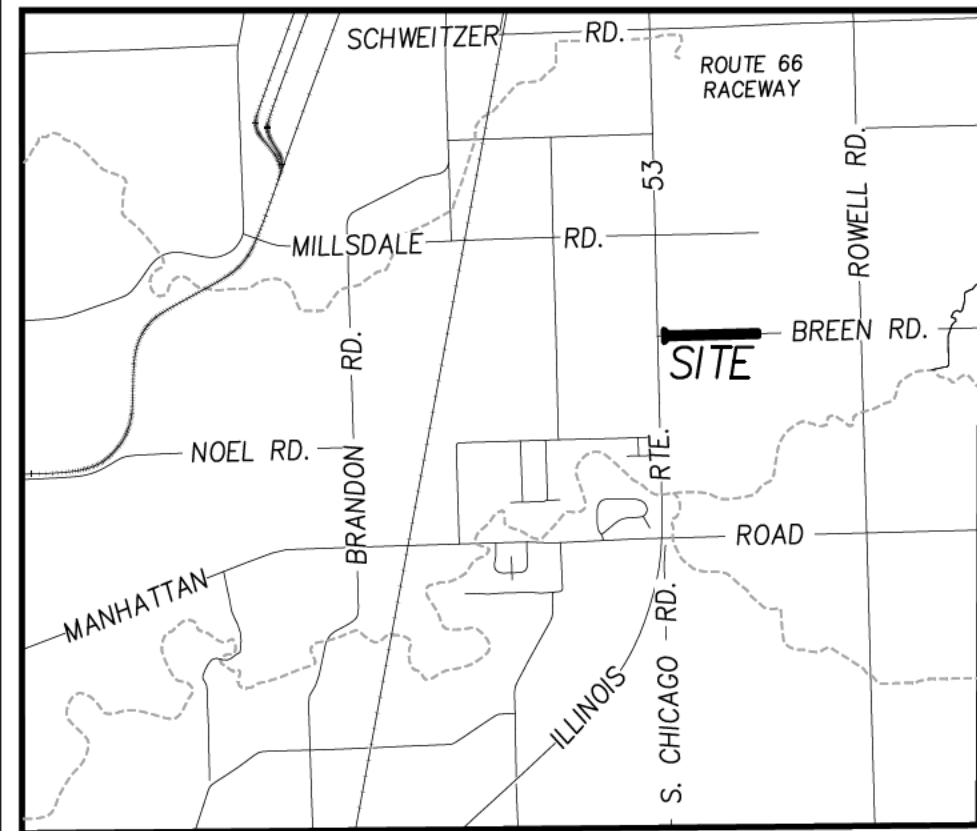 SCHWEITZER RD.
ROUTE 66
RACEWAY
53
ROWELL RD.
MILLSDALE RD.
BRANDON RD.
BREEN RD.
SITE
NOEL RD.
ILLINOIS RTE.
MANHATTAN ROAD
S. CHICAGO RD.